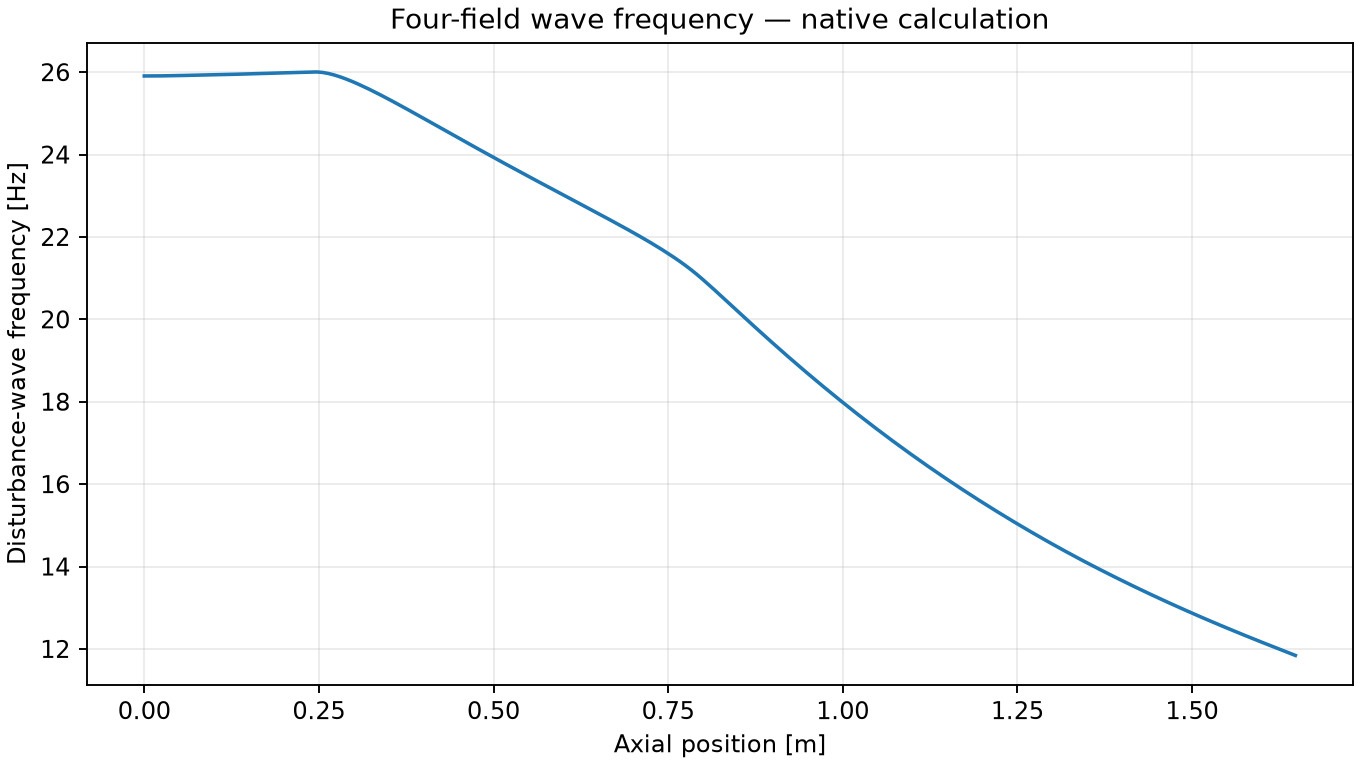 Four-field wave frequency — native calculation
Disturbance-wave frequency [Hz]
26
24
22
20
18
16
14
12
0.00 0.25 0.50 0.75 1.00 1.25 1.50
Axial position [m]